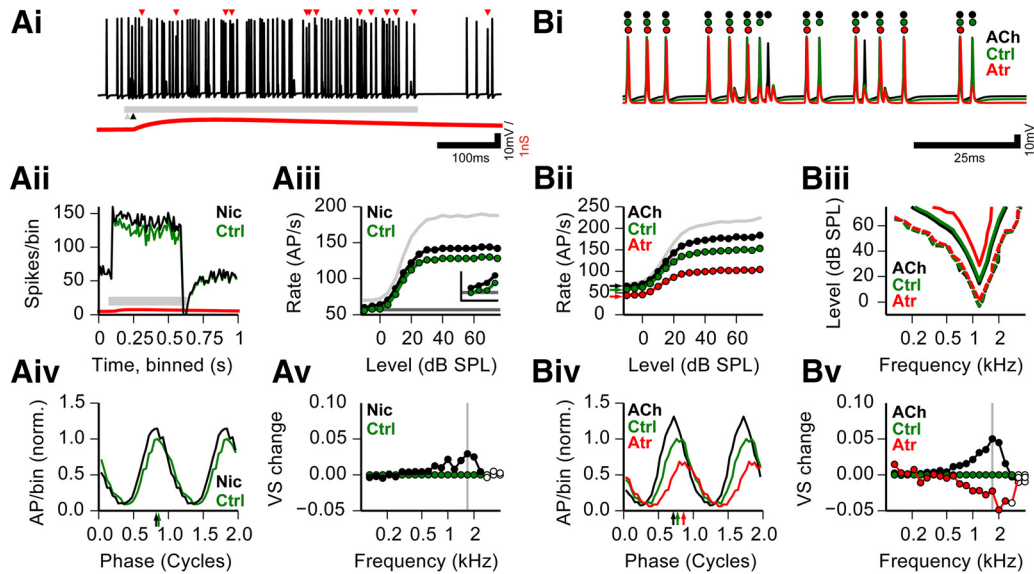 Ai
100ms
10mV /
1nS
Bi
ACh
Ctrl
Atr
25ms
10mV
Aii
Spikes/bin
150
100
50
0
Nic
Ctrl
0
0.25
0.5
0.75
1
Time, binned (s)
Aiii
Rate (AP/s)
200
150
100
50
Nic
Ctrl
0
20
40
60
Level (dB SPL)
Bii
Rate (AP/s)
250
200
150
100
50
0
ACh
Ctrl
Atr
0
20
40
60
Level (dB SPL)
Biii
Level (dB SPL)
60
40
20
0
ACh
Ctrl
Atr
0.2
0.5
1
2
Frequency (kHz)
Aiv
AP/bin (norm.)
1.5
1.0
0.5
0.0
Nic
Ctrl
0.0
0.5
1.0
1.5
2.0
Phase (Cycles)
Av
VS change
0.10
0.05
0.00
−0.05
Nic
Ctrl
0.2
0.5
1
2
Frequency (kHz)
Biv
AP/bin (norm.)
1.5
1.0
0.5
0.0
ACh
Ctrl
Atr
0.0
0.5
1.0
1.5
2.0
Phase (Cycles)
Bv
VS change
0.10
0.05
0.00
−0.05
ACh
Ctrl
Atr
0.2
0.5
1
2
Frequency (kHz)